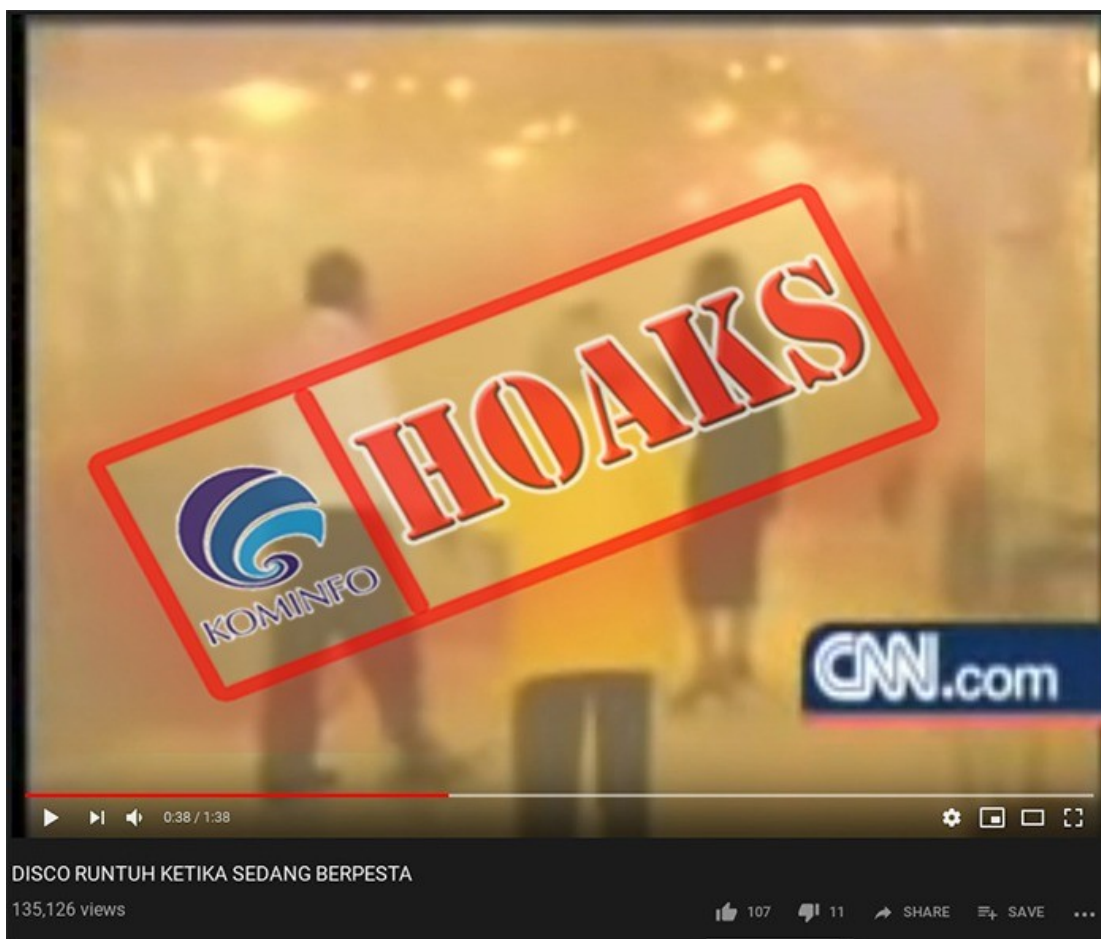 HOAKS
KOMINFO
CNN.com
0:38 / 1:38
DISCO RUNTUH KETIKA SEDANG BERPESTA
135,126 views
107
11
SHARE
SAVE